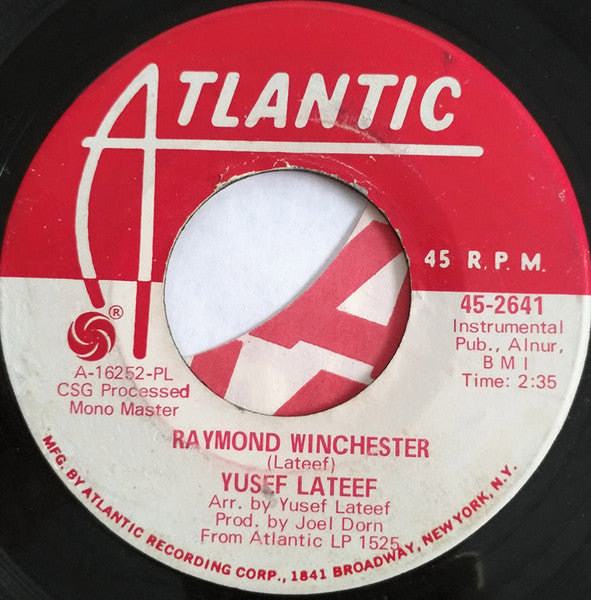 ATLANTIC
45 R.P.M.
®
45-2641
Instrumental
Pub., Alnur,
BMI
Time: 2:35
A-16252-PL
CSG Processed
Mono Master
RAYMOND WINCHESTER
(Lateef)
YUSEF LATEEF
Arr. by Yusef Lateef
Prod. by Joel Dorn
From Atlantic LP 1525
MFG. BY ATLANTIC RECORDING CORP., 1841 BROADWAY, NEW YORK, N.Y.